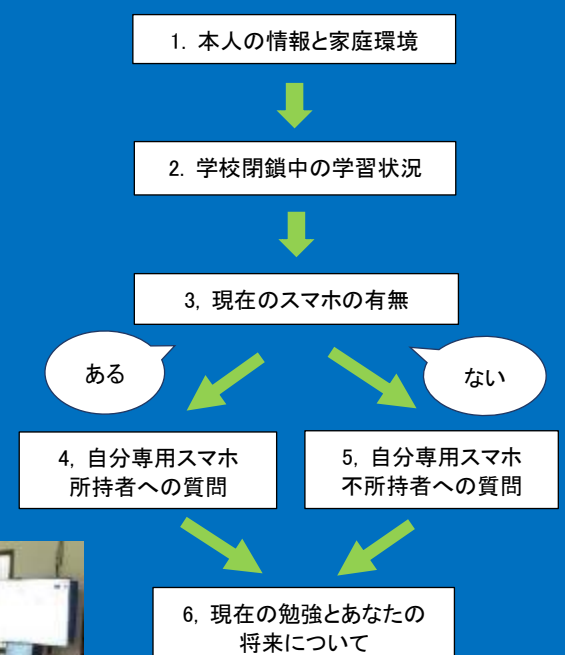 1. 本人の情報と家庭環境
2. 学校閉鎖中の学習状況
3, 現在のスマホの有無
ある
ない
4, 自分専用スマホ
所持者への質問
5, 自分専用スマホ
不所持者への質問
6, 現在の勉強とあなたの
将来について